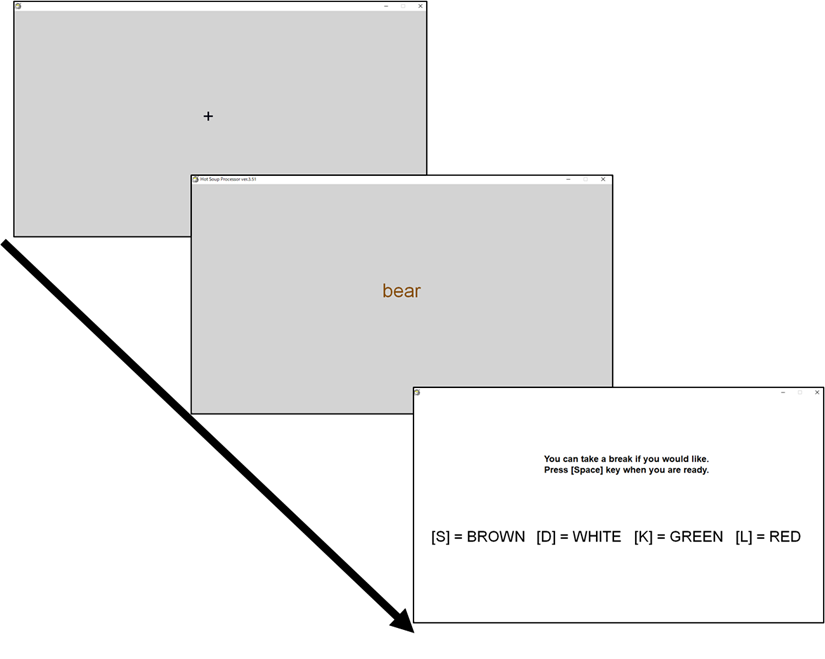 +
Hot Soup Processor ver.3.51
bear
You can take a break if you would like.
Press [Space] key when you are ready.
[S] = BROWN [D] = WHITE [K] = GREEN [L] = RED